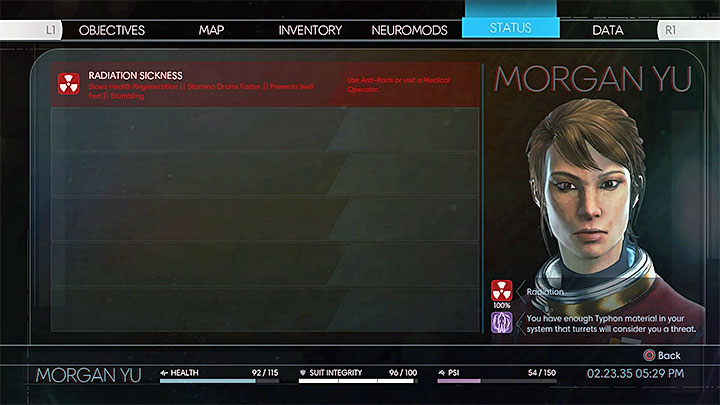 L1 OBJECTIVES MAP INVENTORY NEUROMODS STATUS DATA R1
RADIATION SICKNESS
Slows Health Regeneration || Stamina Drains Faster || Prevents Well
Fed || Stumbling
Use Anti-Rads or visit a Medical
Operator.
MORGAN YU
Radiation
100%
You have enough Typhon material in your
system that turrets will consider you a threat.
Back
MORGAN YU HEALTH 92 / 115 SUIT INTEGRITY 96 / 100 PSI 54 / 150 02.23.35 05:29 PM